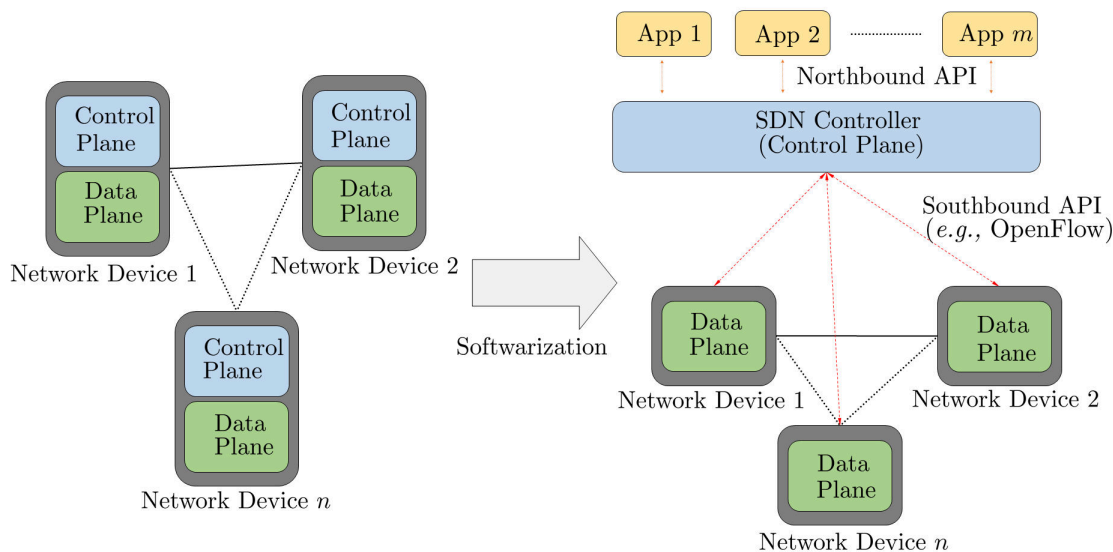 Control
Plane
Data
Plane
Network Device 1
Control
Plane
Data
Plane
Network Device 2
Control
Plane
Data
Plane
Network Device n
Softwarization
App 1
App 2
App m
Northbound API
SDN Controller
(Control Plane)
Southbound API
(e.g., OpenFlow)
Data
Plane
Network Device 1
Data
Plane
Network Device 2
Data
Plane
Network Device n